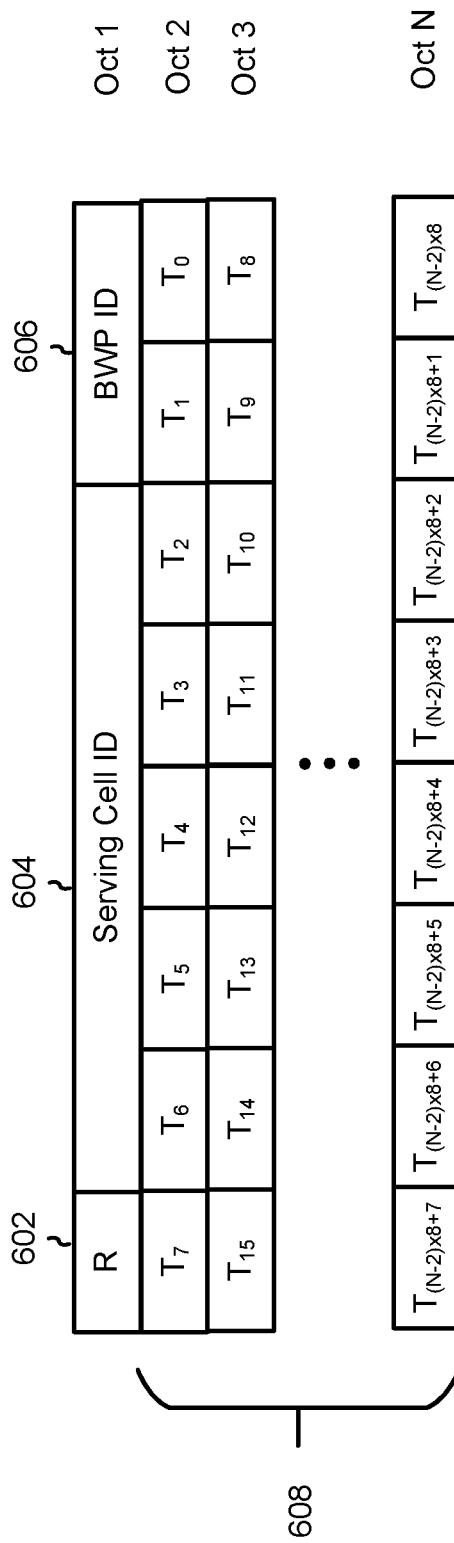 602 604 606
R Serving Cell ID BWP ID Oct 1
T₇ T₆ T₅ T₄ T₃ T₂ T₁ T₀ Oct 2
T₁₅ T₁₄ T₁₃ T₁₂ T₁₁ T₁₀ T₉ T₈ Oct 3
608
T₍N-2₎x8+7 T₍N-2₎x8+6 T₍N-2₎x8+5 T₍N-2₎x8+4 T₍N-2₎x8+3 T₍N-2₎x8+2 T₍N-2₎x8+1 T₍N-2₎x8 Oct N